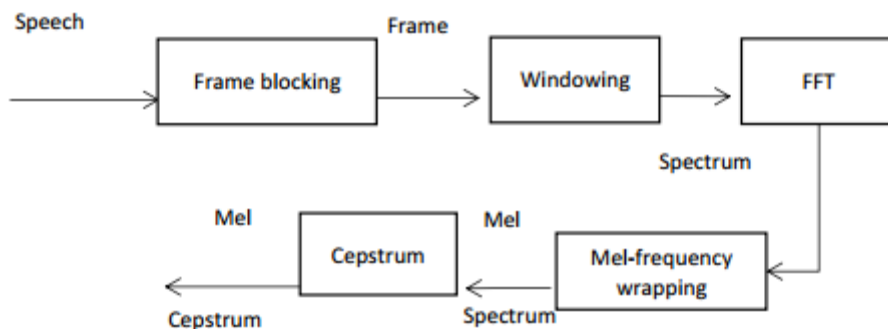 Speech
Frame
Frame blocking
Windowing
FFT
Spectrum
Mel
Cepstrum
Mel
Mel-frequency
wrapping
Cepstrum
Spectrum